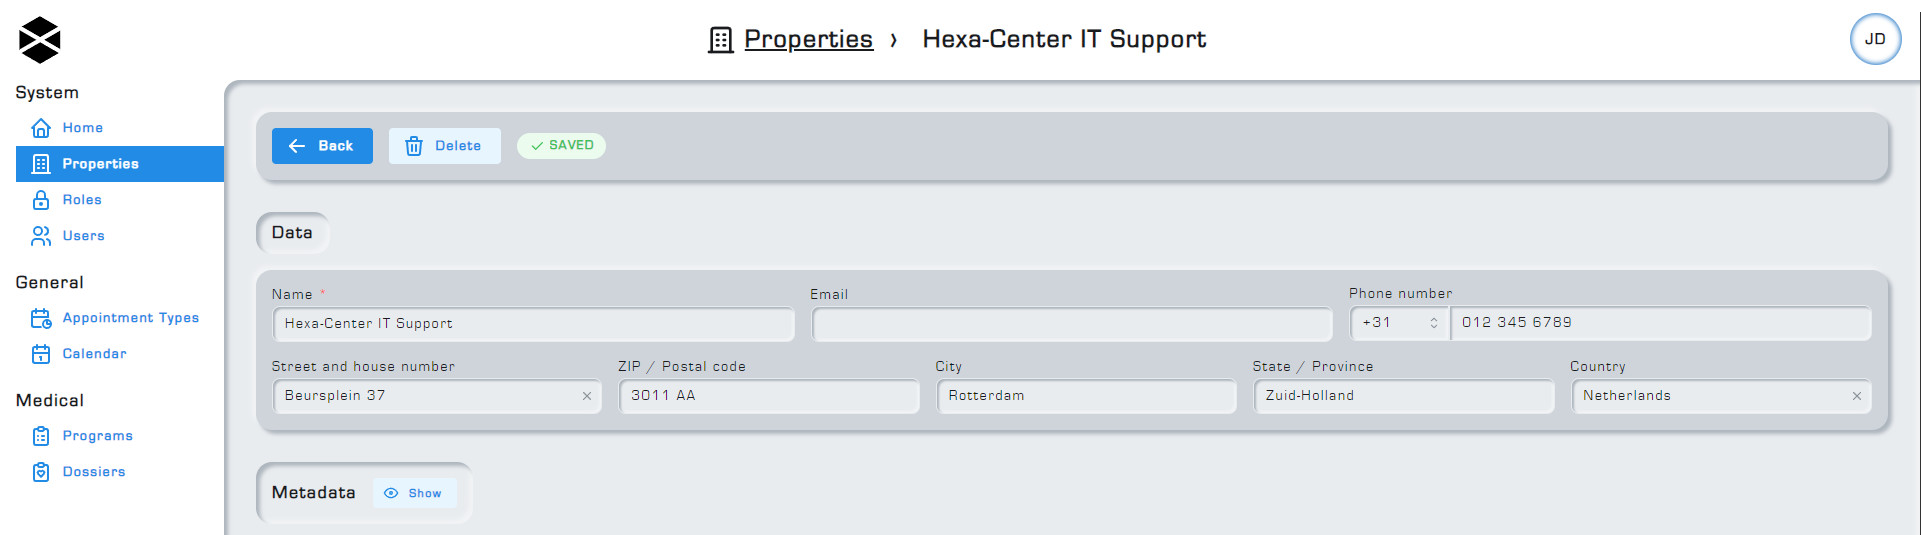 Properties › Hexa-Center IT Support
JD
System
Home
Properties
Roles
Users
General
Appointment Types
Calendar
Medical
Programs
Dossiers
Back
Delete
SAVED
Data
Name *
Email
Phone number
Hexa-Center IT Support
+31
012 345 6789
Street and house number
ZIP / Postal code
City
State / Province
Country
Beursplein 37
3011 AA
Rotterdam
Zuid-Holland
Netherlands
Metadata
Show